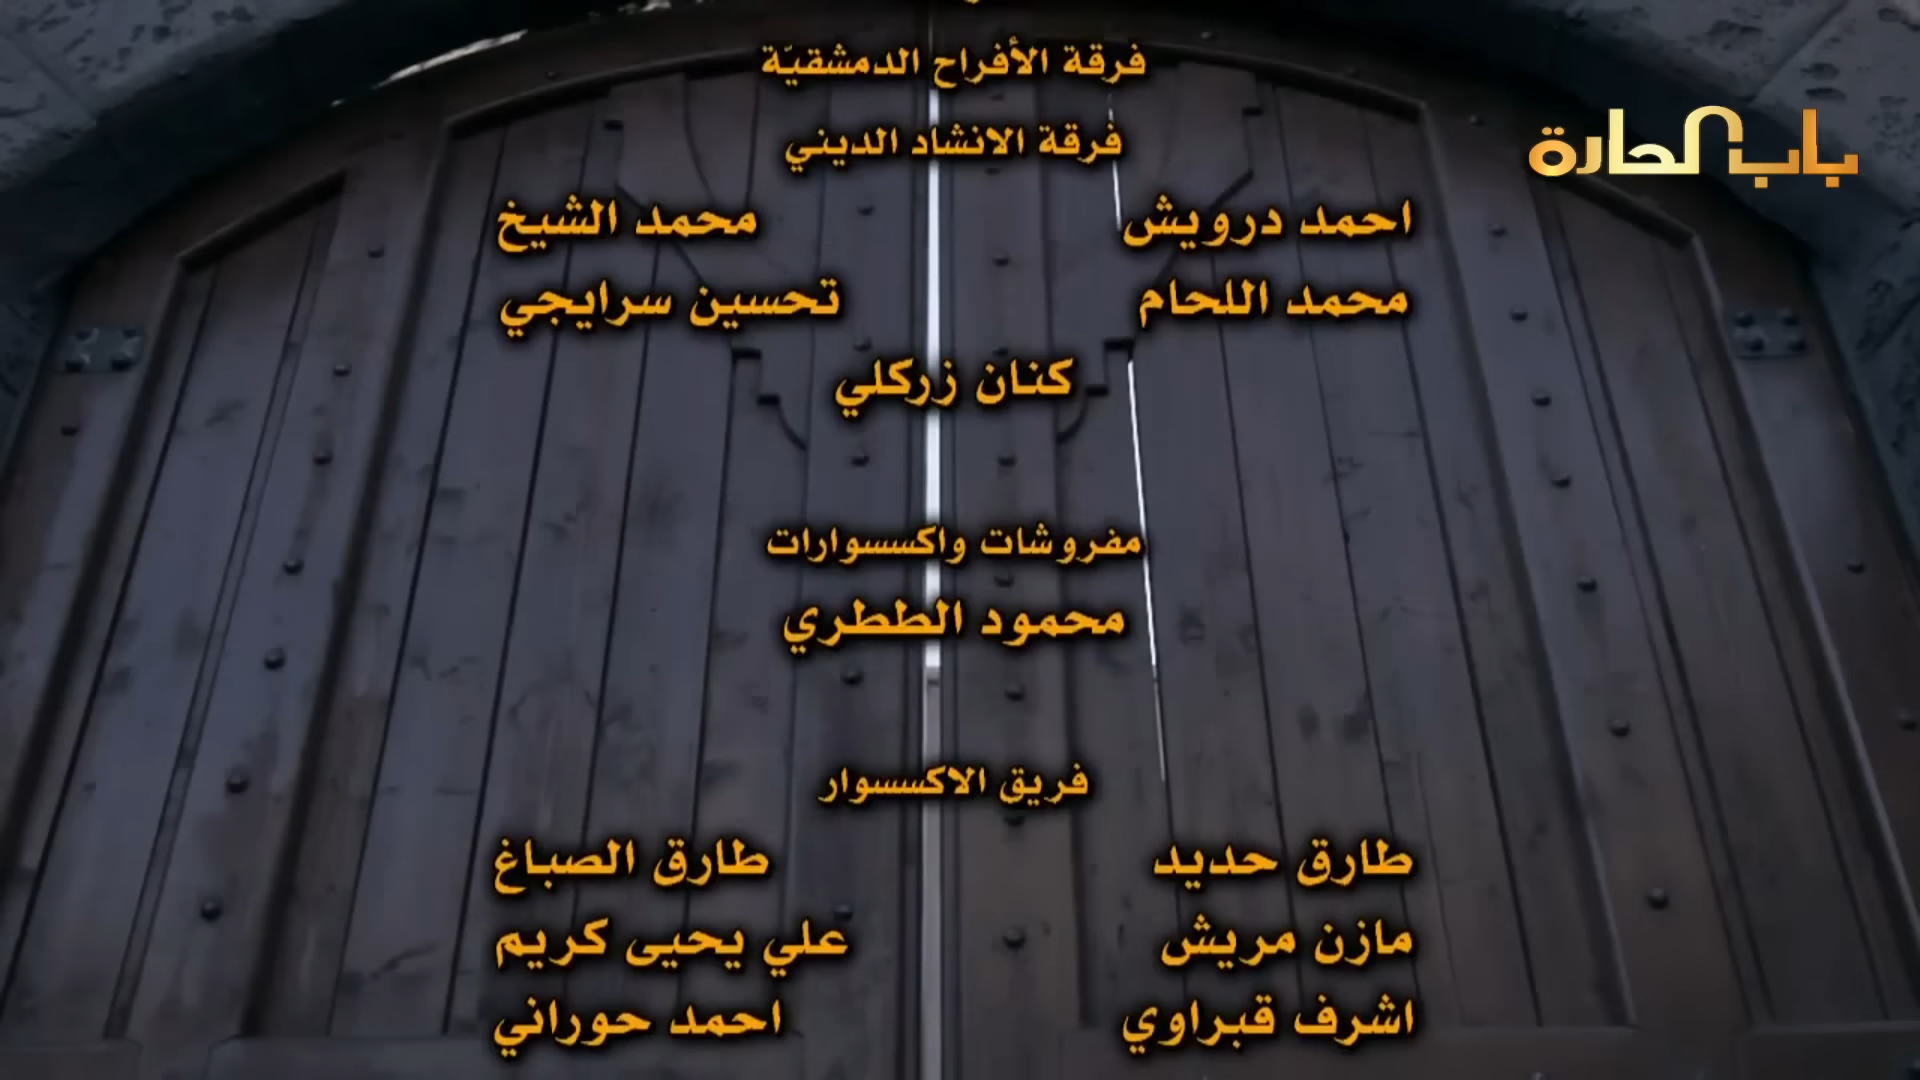 فرقة الأفراح الدمشقيّة
باب الحارة
فرقة الانشاد الديني
احمد درويش محمد الشيخ
محمد اللحام تحسين سرايجي
كنان زركلي
مفروشات واكسسوارات
محمود الططري
فريق الاكسسوار
طارق حديد طارق الصباغ
مازن مريش علي يحيى كريم
اشرف قبراوي احمد حوراني